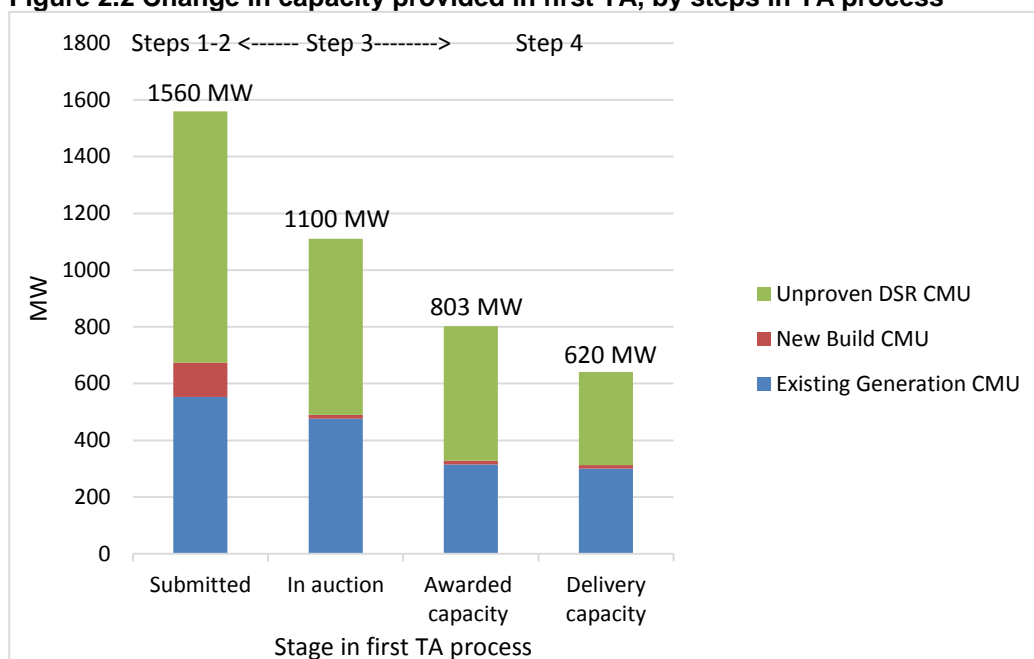 Figure 2.2 Change in capacity provided in first TA, by steps in TA process
1800
Steps 1-2 <------ Step 3--------> Step 4
1560 MW
1600
1400
1100 MW
1200
1000
803 MW
800
620 MW
600
400
200
0
MW
Unproven DSR CMU
New Build CMU
Existing Generation CMU
Submitted
In auction
Awarded
capacity
Delivery
capacity
Stage in first TA process